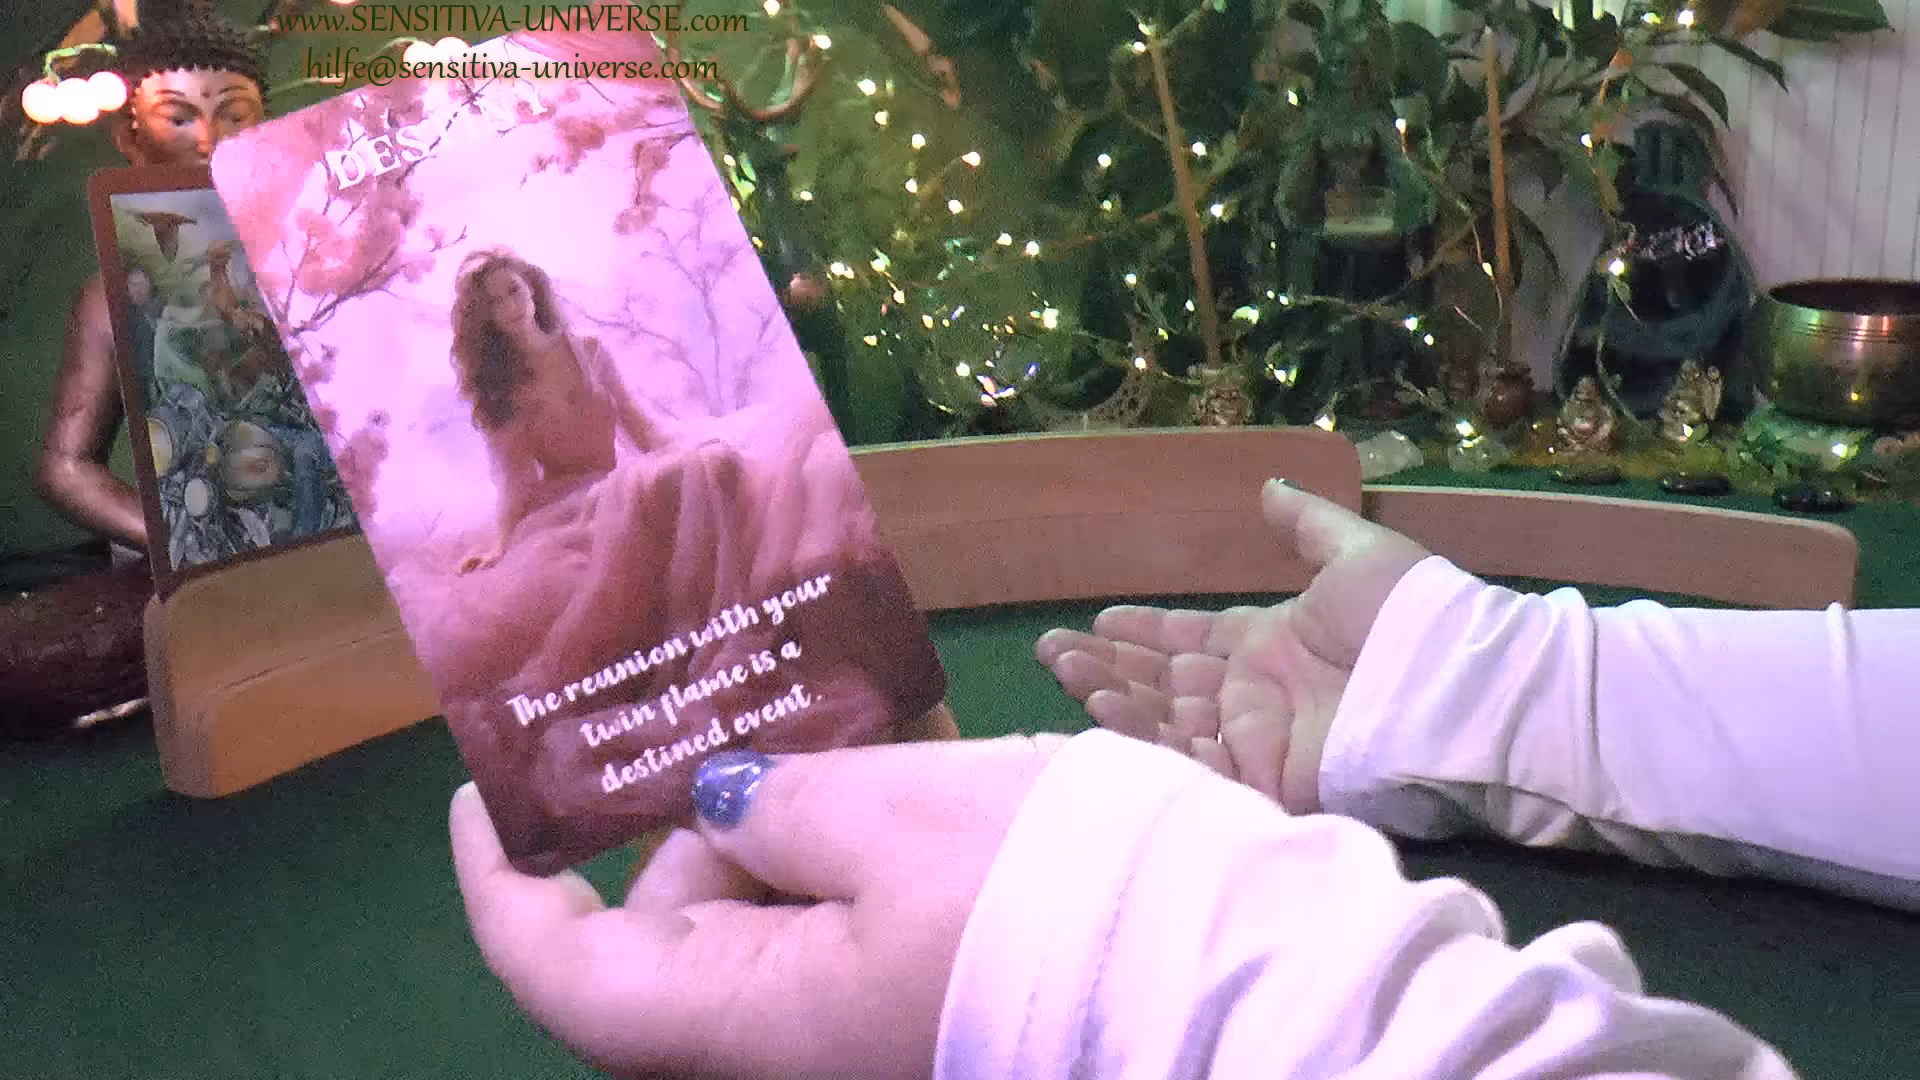 www.SENSITIVA-UNIVERSE.com
hilfe@sensitiva-universe.com
DESTINY
The reunion with your
twin flame is a
destined event.